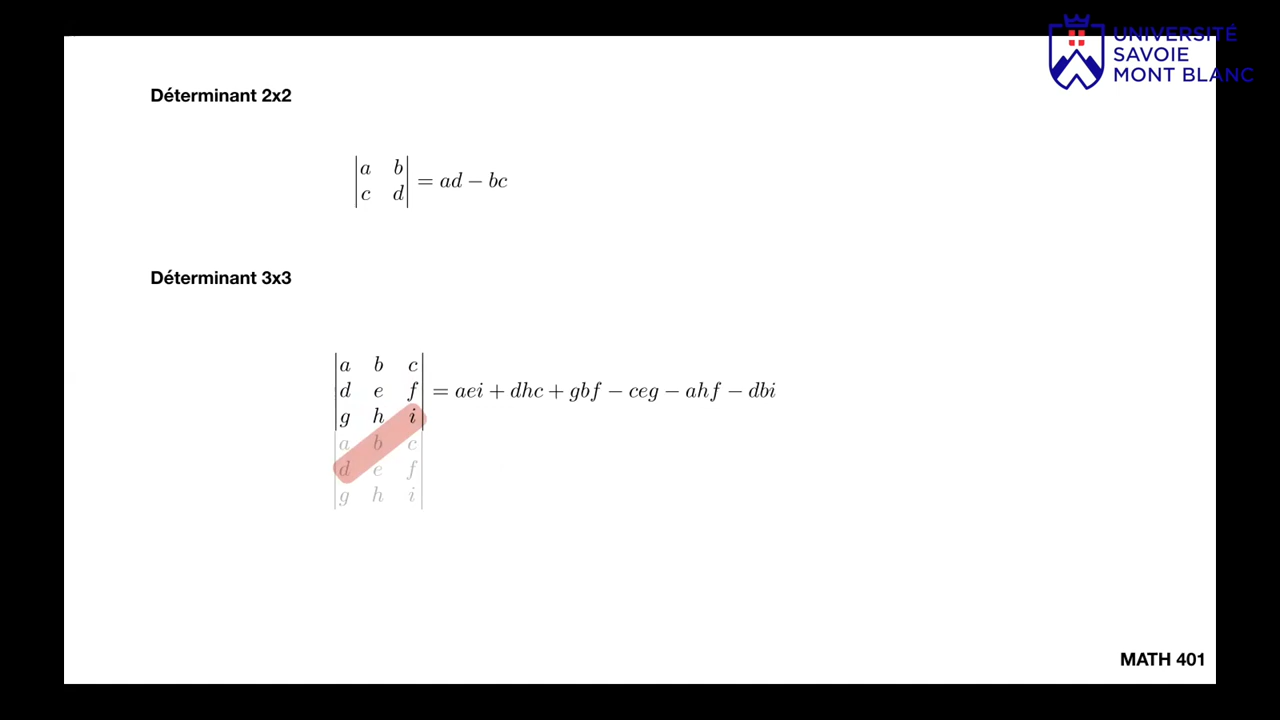 UNIVERSITÉ
SAVOIE
MONT BLANC
Déterminant 2x2
|a b|
|c d| = ad − bc
Déterminant 3x3
|a b c|
|d e f| = aei + dhc + gbf − ceg − ahf − dbi
|g h i|
|a b c|
|d e f|
|g h i|
MATH 401